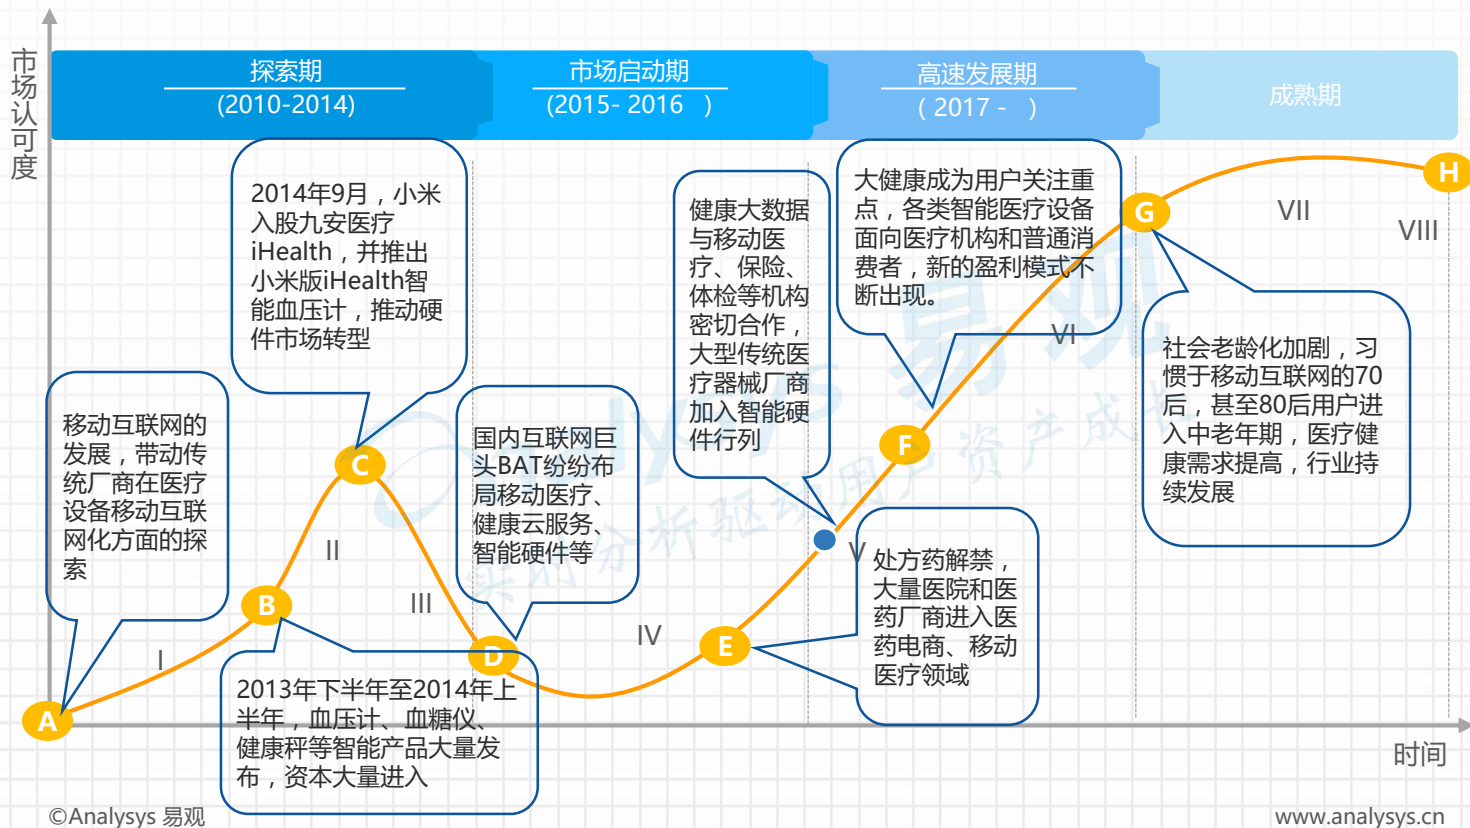 市场认可度
探索期
(2010-2014)
市场启动期
(2015- 2016 )
高速发展期
( 2017 - )
成熟期
2014年9月，小米
入股九安医疗
iHealth，并推出
小米版iHealth智
能血压计，推动硬
件市场转型
健康大数据
与移动医
疗、保险、
体检等机构
密切合作，
大型传统医
疗器械厂商
加入智能硬
件行列
大健康成为用户关注重
点，各类智能医疗设备
面向医疗机构和普通消
费者，新的盈利模式不
断出现。
H
G
VII
VIII
VI
社会老龄化加剧，习
惯于移动互联网的70
后，甚至80后用户进
入中老年期，医疗健
康需求提高，行业持
续发展
移动互联网的
发展，带动传
统厂商在医疗
设备移动互联
网化方面的探
索
C
国内互联网巨
头BAT纷纷布
局移动医疗、
健康云服务、
智能硬件等
F
II
V
处方药解禁，
大量医院和医
药厂商进入医
药电商、移动
医疗领域
B
III
IV
E
D
I
A
2013年下半年至2014年上
半年，血压计、血糖仪、
健康秤等智能产品大量发
布，资本大量进入
时间
©Analysys 易观
www.analysys.cn
易观
实时分析驱动用户资产成长